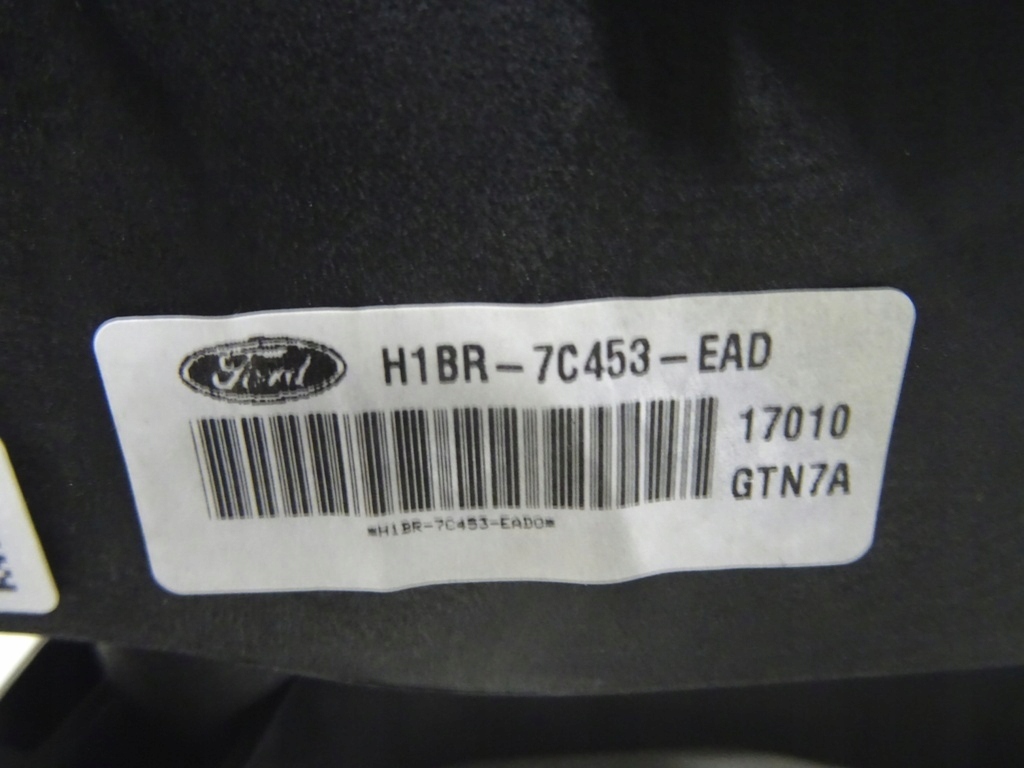 Ford
H1BR-7C453-EAD
17010
GTN7A
*H1BR-7C453-EAD0*